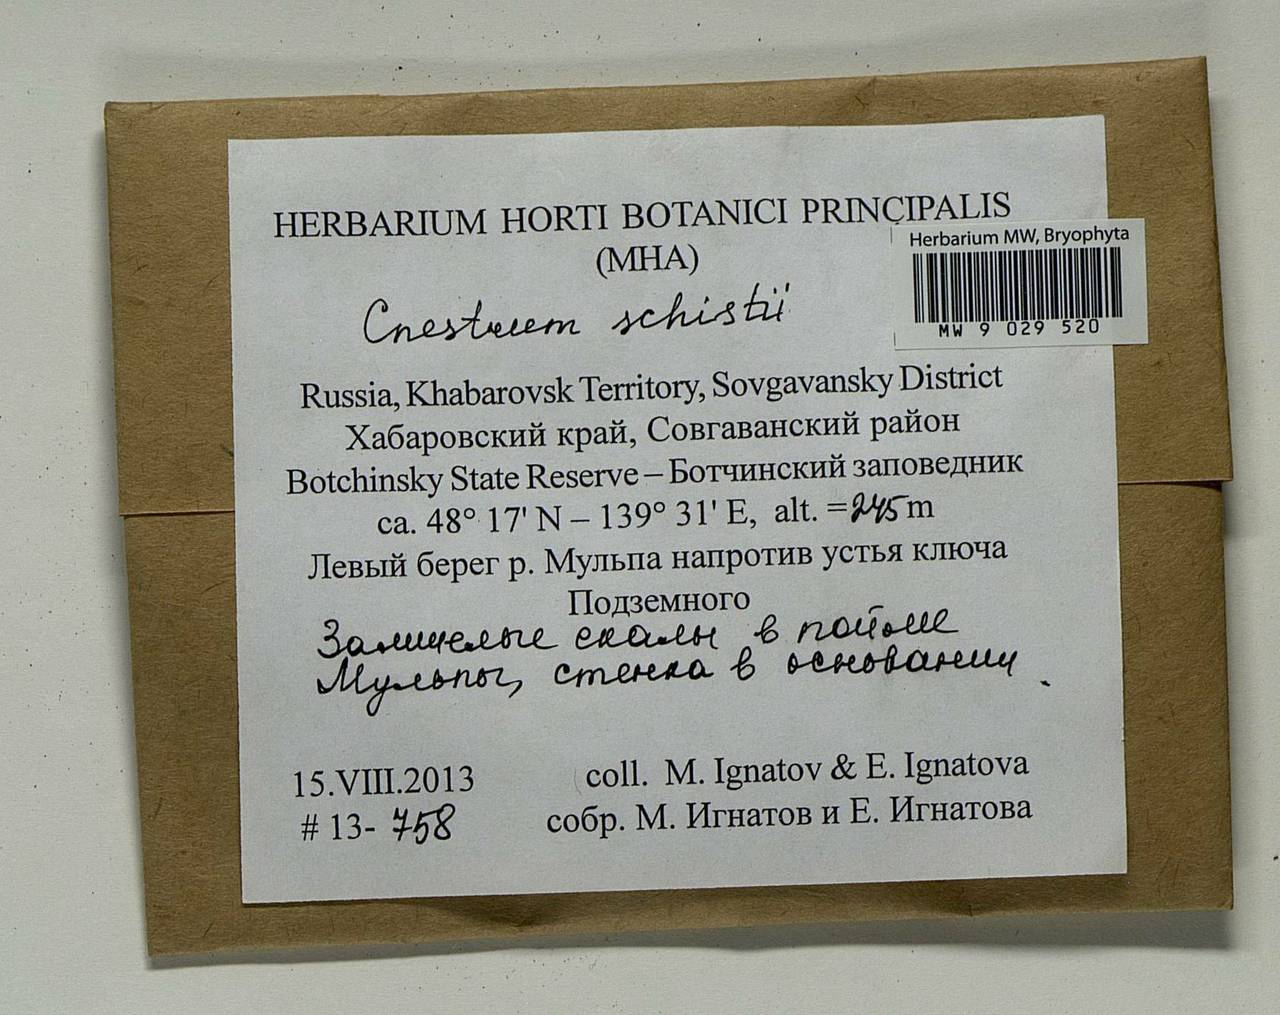 HERBARIUM HORTI BOTANICI PRINCIPALIS
(MHA)
Herbarium MW, Bryophyta
MW 9 029 520
Cnestrum schistii
Russia, Khabarovsk Territory, Sovgavansky District
Хабаровский край, Совгаванский район
Botchinsky State Reserve – Ботчинский заповедник
ca. 48° 17' N – 139° 31' E, alt. =245 m
Левый берег р. Мульпа напротив устья ключа
Подземного
Замшелые скалы в пойме
Мульпы, стенка в основании.
15.VIII.2013
coll. M. Ignatov & E. Ignatova
# 13-758
собр. М. Игнатов и Е. Игнатова